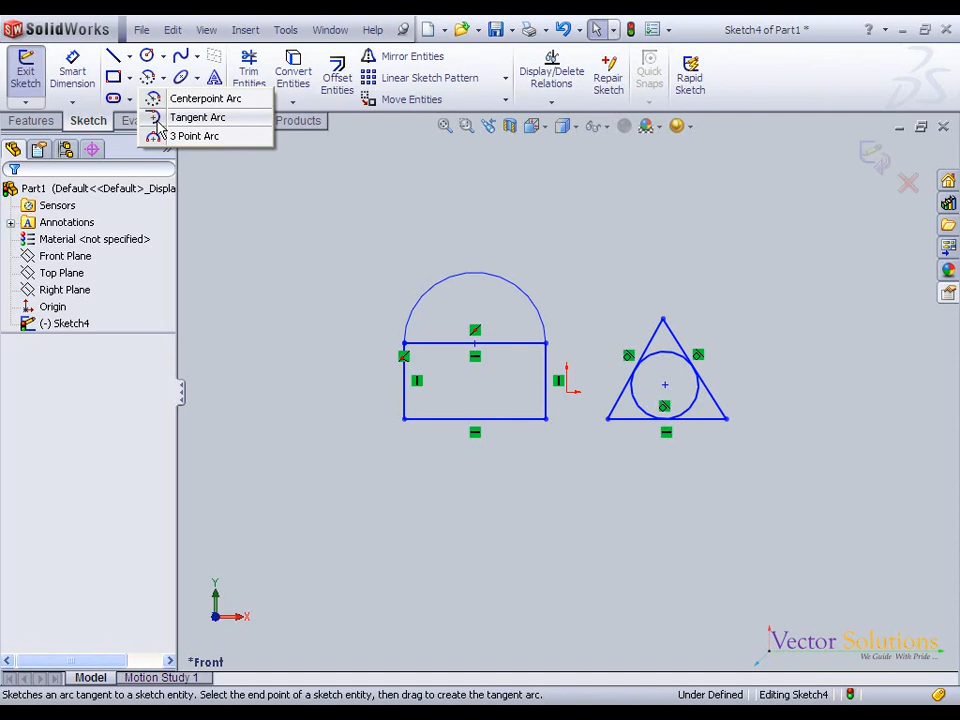 SolidWorks File Edit View Insert Tools Window Help Sketch4 of Part1 *
Exit Sketch
Smart Dimension
Trim Entities
Convert Entities
Offset Entities
Mirror Entities
Linear Sketch Pattern
Move Entities
Display/Delete Relations
Repair Sketch
Quick Snaps
Rapid Sketch
Centerpoint Arc
Tangent Arc
3 Point Arc
Features Sketch Products
Part1 (Default<<Default>_Displa
Sensors
Annotations
Material <not specified>
Front Plane
Top Plane
Right Plane
Origin
(-) Sketch4
Y
X
*Front
Vector Solutions
We Guide With Pride ...
Model Motion Study 1
Sketches an arc tangent to a sketch entity. Select the end point of a sketch entity, then drag to create the tangent arc. Under Defined Editing Sketch4